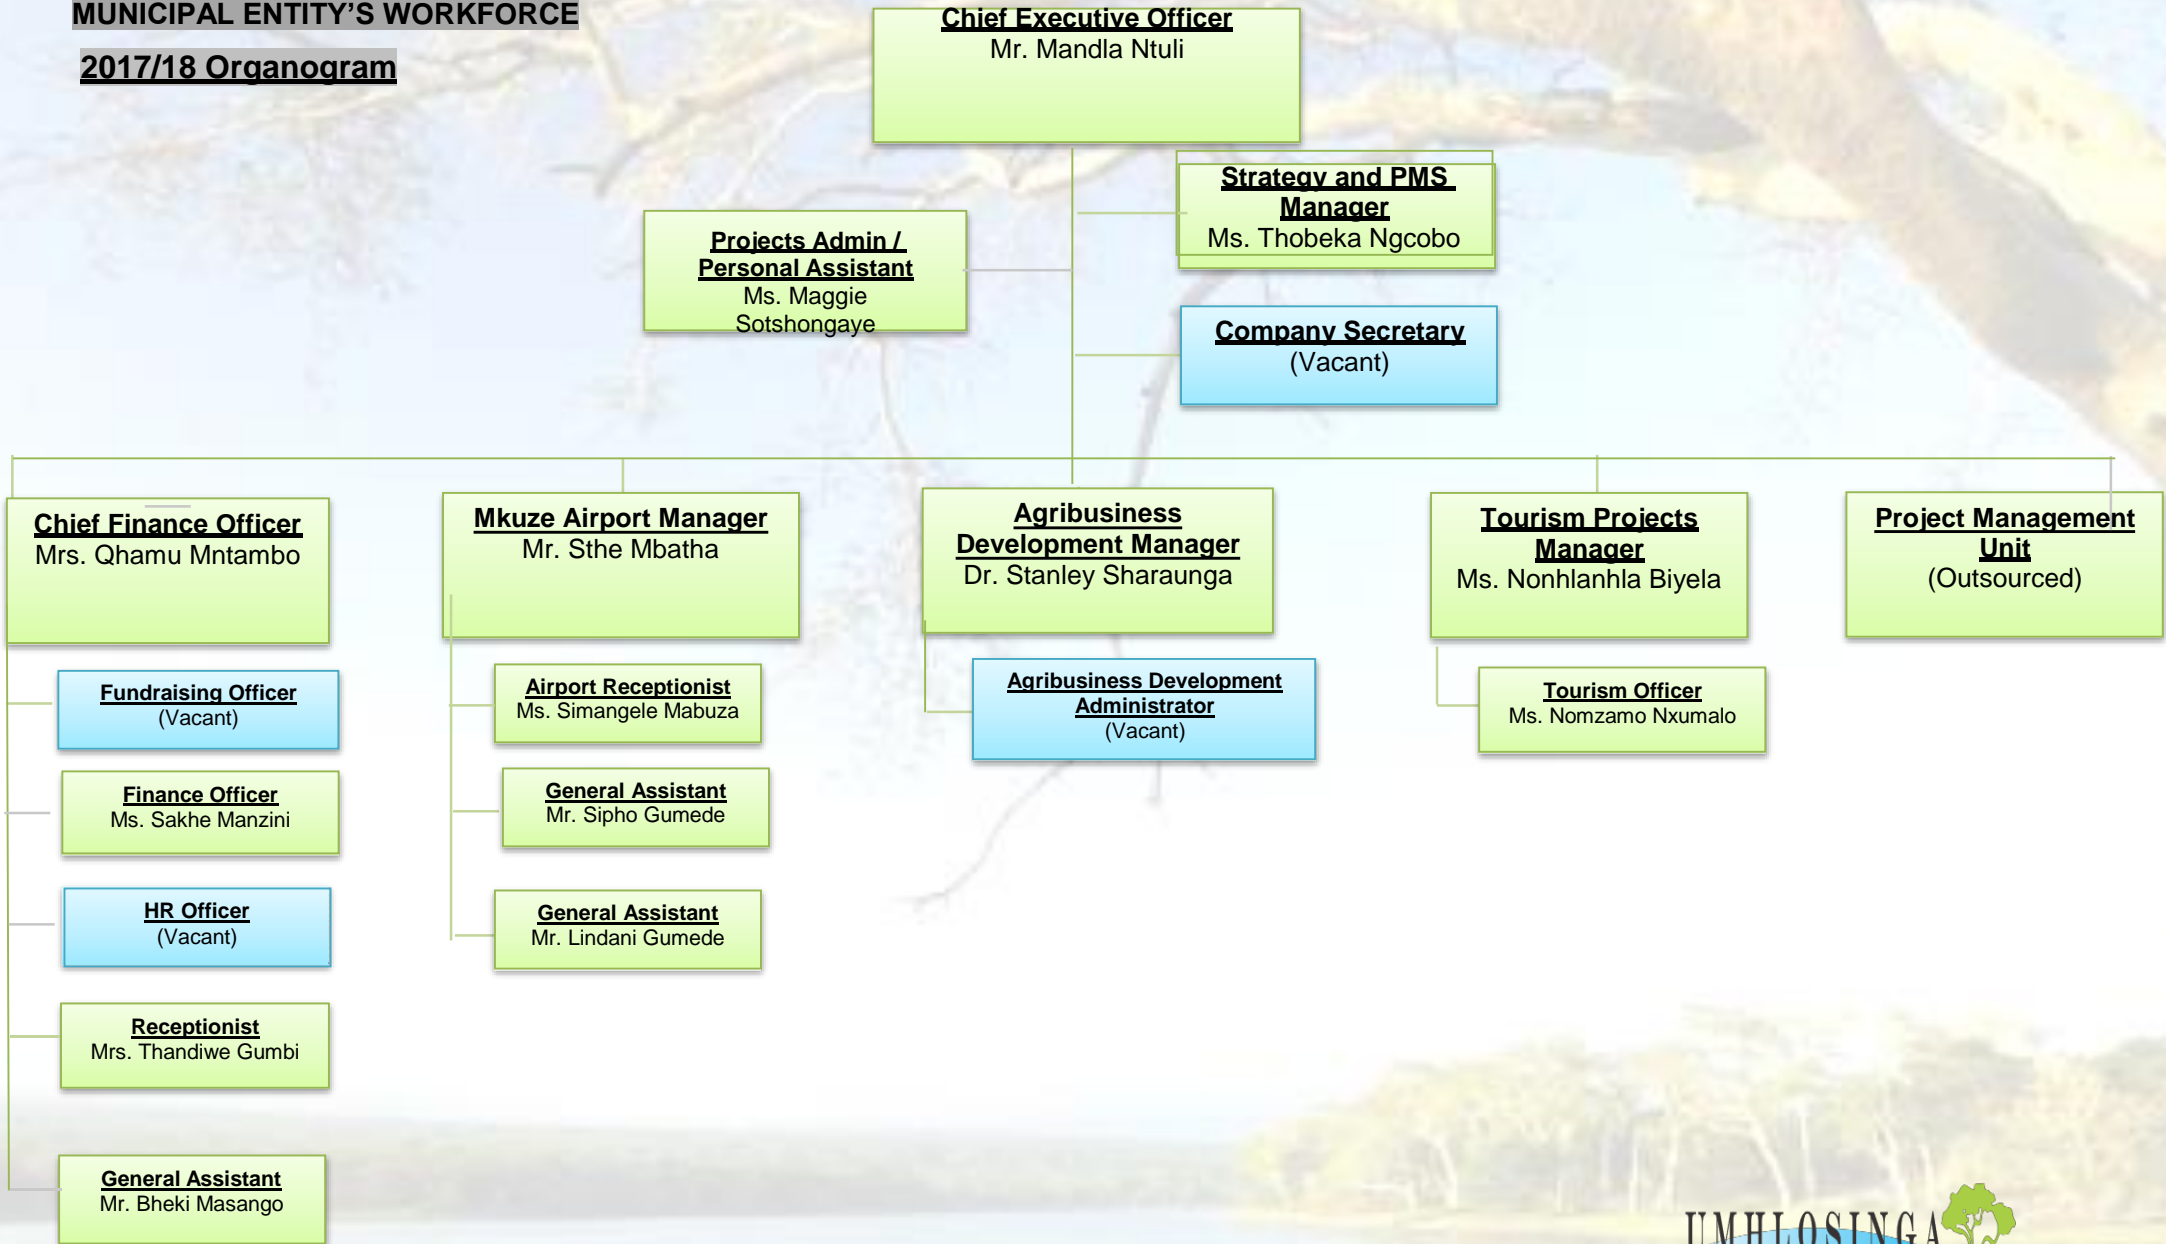 MUNICIPAL ENTITY’S WORKFORCE
2017/18 Organogram
Chief Executive Officer
Mr. Mandla Ntuli
Strategy and PMS
Manager
Ms. Thobeka Ngcobo
Projects Admin /
Personal Assistant
Ms. Maggie
Sotshongaye
Company Secretary
(Vacant)
Chief Finance Officer
Mrs. Qhamu Mntambo
Mkuze Airport Manager
Mr. Sthe Mbatha
Agribusiness
Development Manager
Dr. Stanley Sharaunga
Tourism Projects
Manager
Ms. Nonhlanhla Biyela
Project Management
Unit
(Outsourced)
Fundraising Officer
(Vacant)
Finance Officer
Ms. Sakhe Manzini
HR Officer
(Vacant)
Receptionist
Mrs. Thandiwe Gumbi
General Assistant
Mr. Bheki Masango
Airport Receptionist
Ms. Simangele Mabuza
General Assistant
Mr. Sipho Gumede
General Assistant
Mr. Lindani Gumede
Agribusiness Development
Administrator
(Vacant)
Tourism Officer
Ms. Nomzamo Nxumalo
UMHLOSINGA